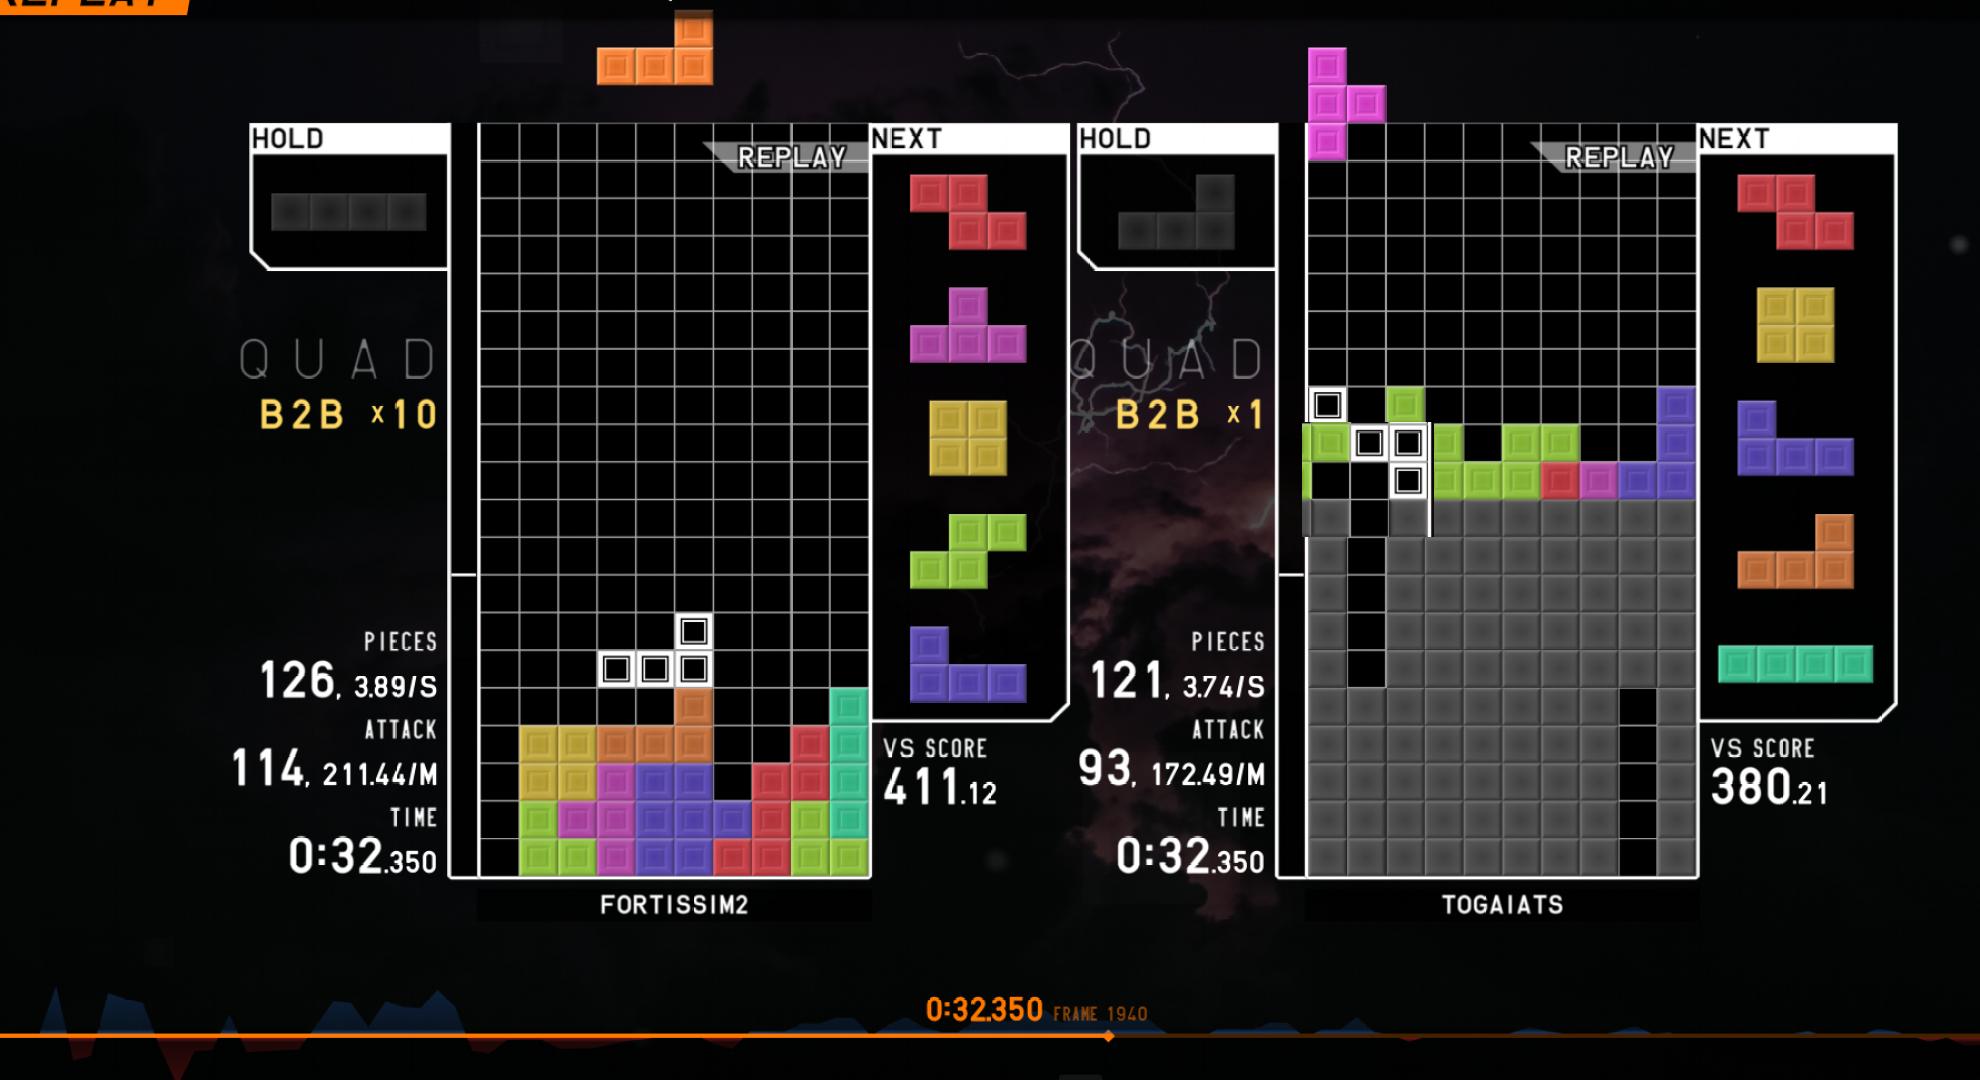 REPLAY
HOLD
REPLAY
NEXT
QUAD
B2B x10
PIECES
126, 3.89/S
ATTACK
114, 211.44/M
TIME
0:32.350
VS SCORE
411.12
FORTISSIM2
HOLD
REPLAY
NEXT
QUAD
B2B x1
PIECES
121, 3.74/S
ATTACK
93, 172.49/M
TIME
0:32.350
VS SCORE
380.21
TOGAIATS
0:32.350 FRAME 1940